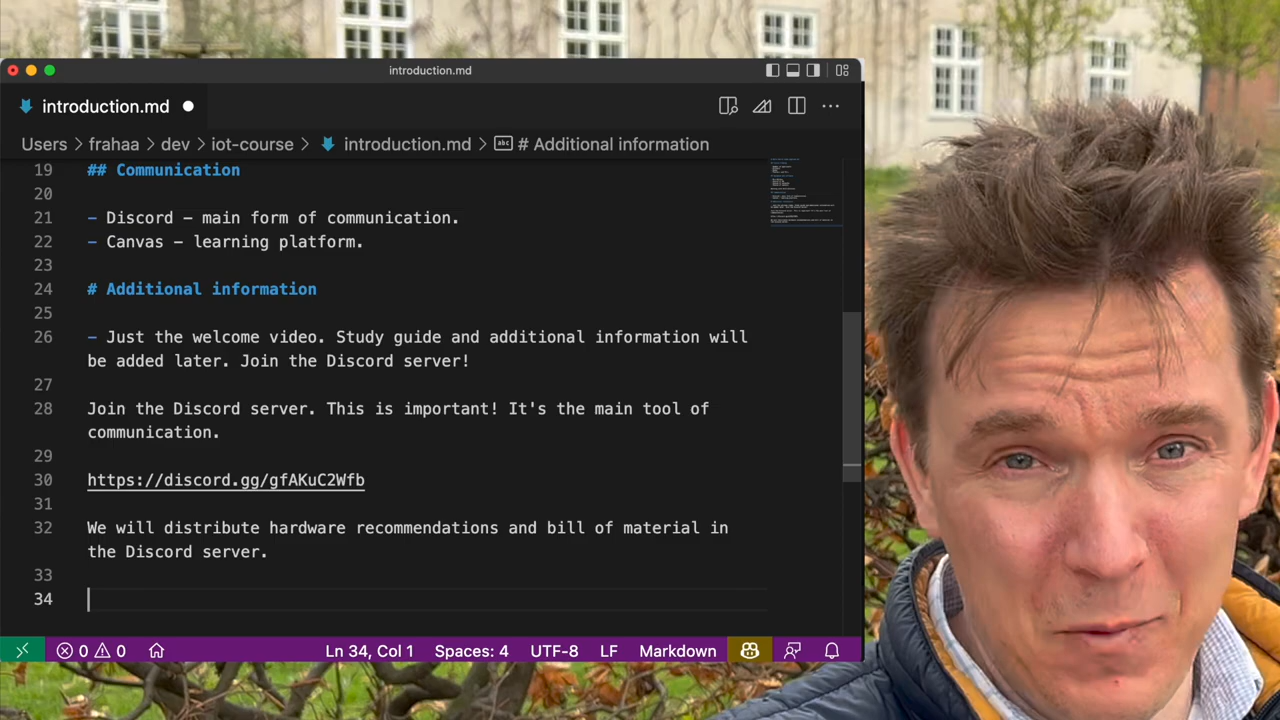 introduction.md
introduction.md
Users > frahaa > dev > iot-course > introduction.md > abc # Additional information
19 ## Communication
20
21 - Discord - main form of communication.
22 - Canvas - learning platform.
23
24 # Additional information
25
26 - Just the welcome video. Study guide and additional information will
be added later. Join the Discord server!
27
28 Join the Discord server. This is important! It's the main tool of
communication.
29
30 https://discord.gg/gfAKuC2Wfb
31
32 We will distribute hardware recommendations and bill of material in
the Discord server.
33
34
0 0 Ln 34, Col 1 Spaces: 4 UTF-8 LF Markdown